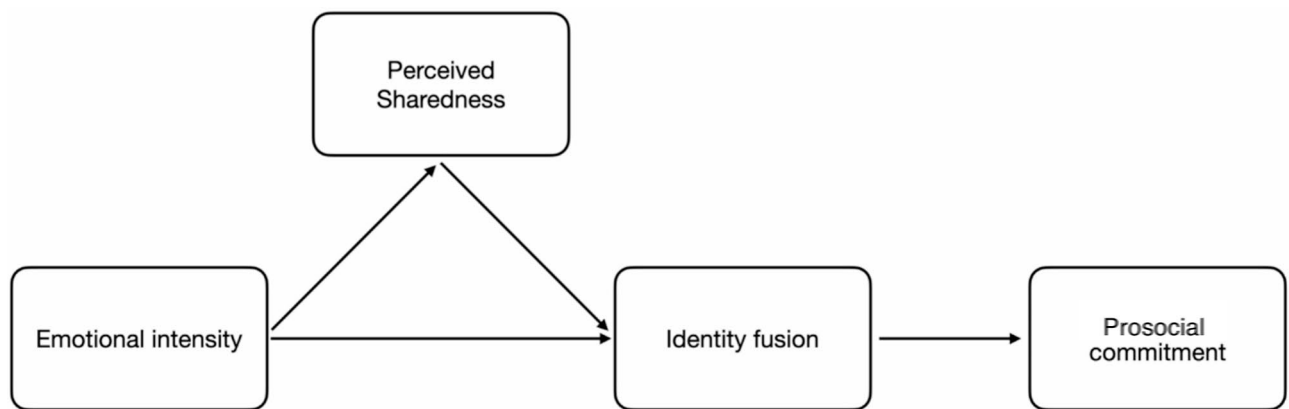 Perceived
Sharedness
Emotional intensity
Identity fusion
Prosocial
commitment